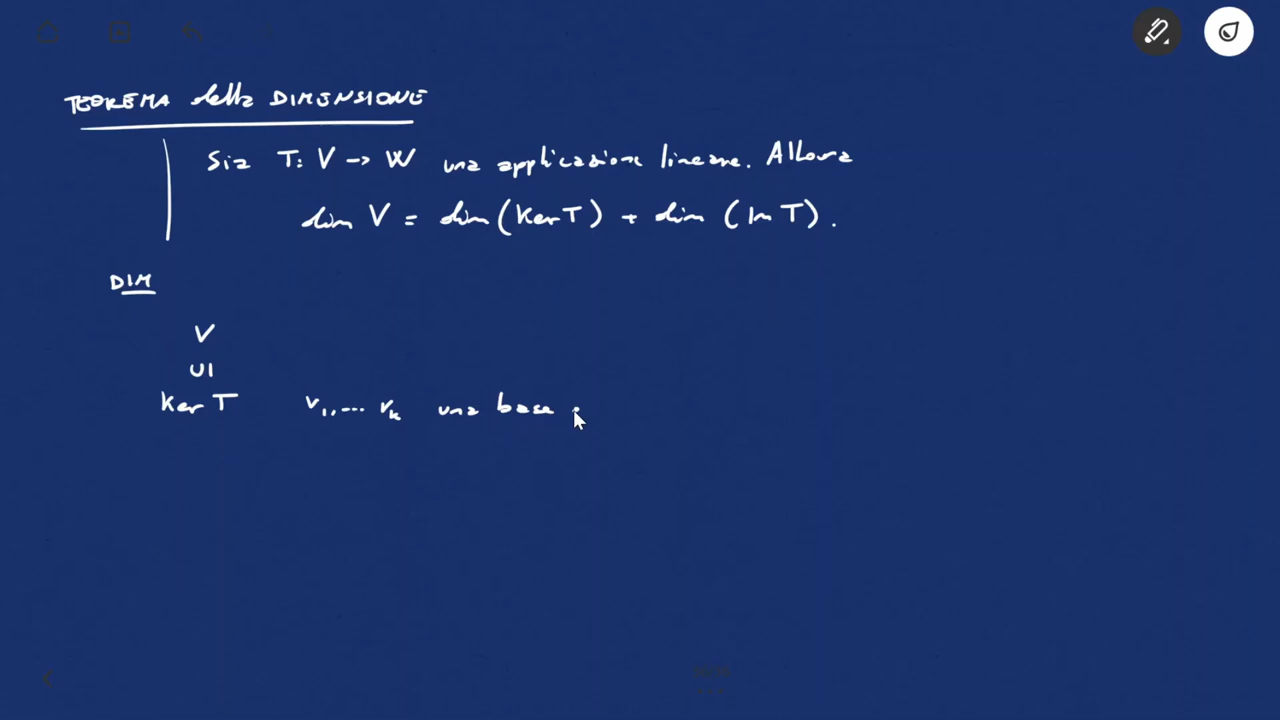 TEOREMA della DIMENSIONE
Sia T: V → W una applicazione lineare. Allora
dim V = dim (Ker T) + dim (Im T).
DIM
V
UI
Ker T v₁,... vₖ una base